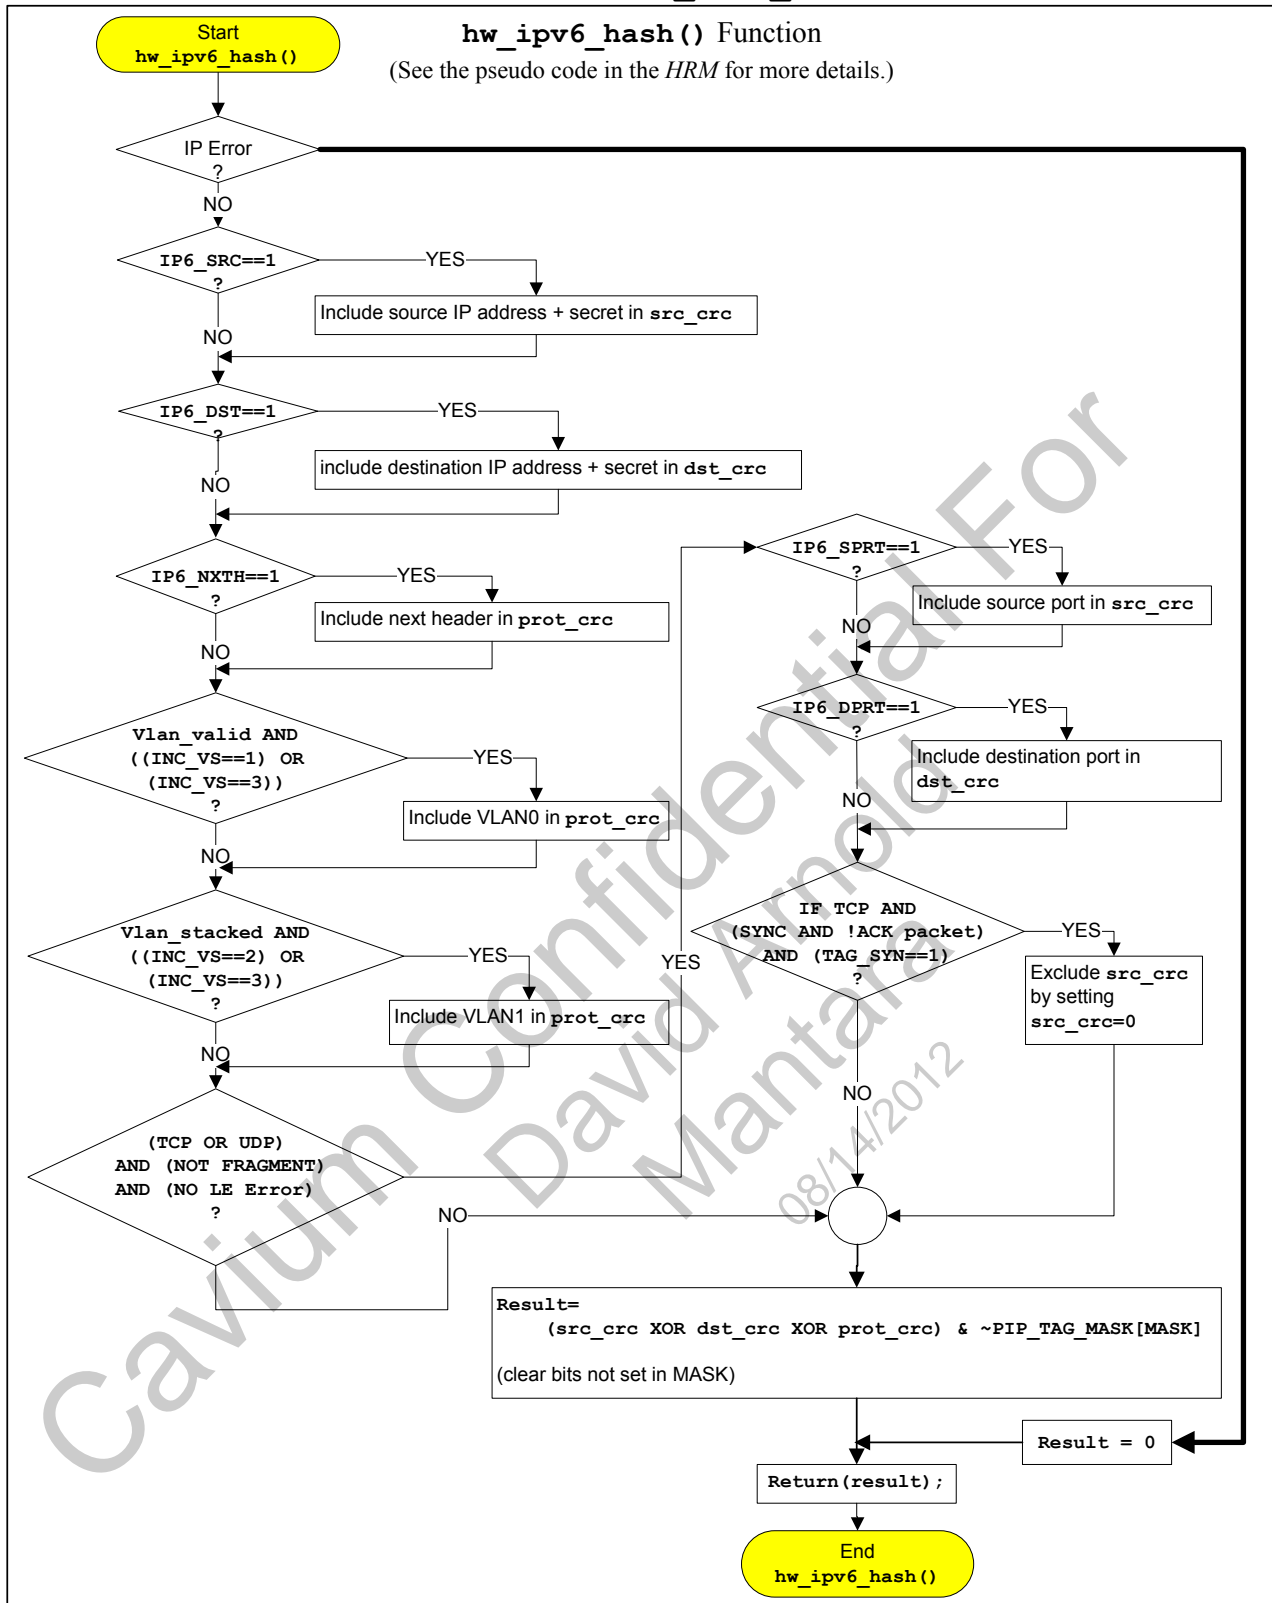 hw_ipv6_hash() Function
(See the pseudo code in the HRM for more details.)
Start
hw_ipv6_hash()
IP Error
?
NO
IP6_SRC==1
?
YES
Include source IP address + secret in src_crc
NO
IP6_DST==1
?
YES
include destination IP address + secret in dst_crc
NO
IP6_NXTH==1
?
YES
Include next header in prot_crc
NO
Vlan_valid AND
((INC_VS==1) OR
(INC_VS==3))
?
YES
Include VLAN0 in prot_crc
NO
Vlan_stacked AND
((INC_VS==2) OR
(INC_VS==3))
?
YES
Include VLAN1 in prot_crc
NO
(TCP OR UDP)
AND (NOT FRAGMENT)
AND (NO LE Error)
?
YES
NO
IP6_SPRT==1
?
YES
Include source port in src_crc
NO
IP6_DPRT==1
?
YES
Include destination port in
dst_crc
NO
IF TCP AND
(SYNC AND !ACK packet)
AND (TAG_SYN==1)
?
YES
Exclude src_crc
by setting
src_crc=0
NO
Result=
(src_crc XOR dst_crc XOR prot_crc) & ~PIP_TAG_MASK[MASK]
(clear bits not set in MASK)
Result = 0
Return(result);
End
hw_ipv6_hash()
Cavium Confidential For
David Arnold
Mantara
08/14/2012